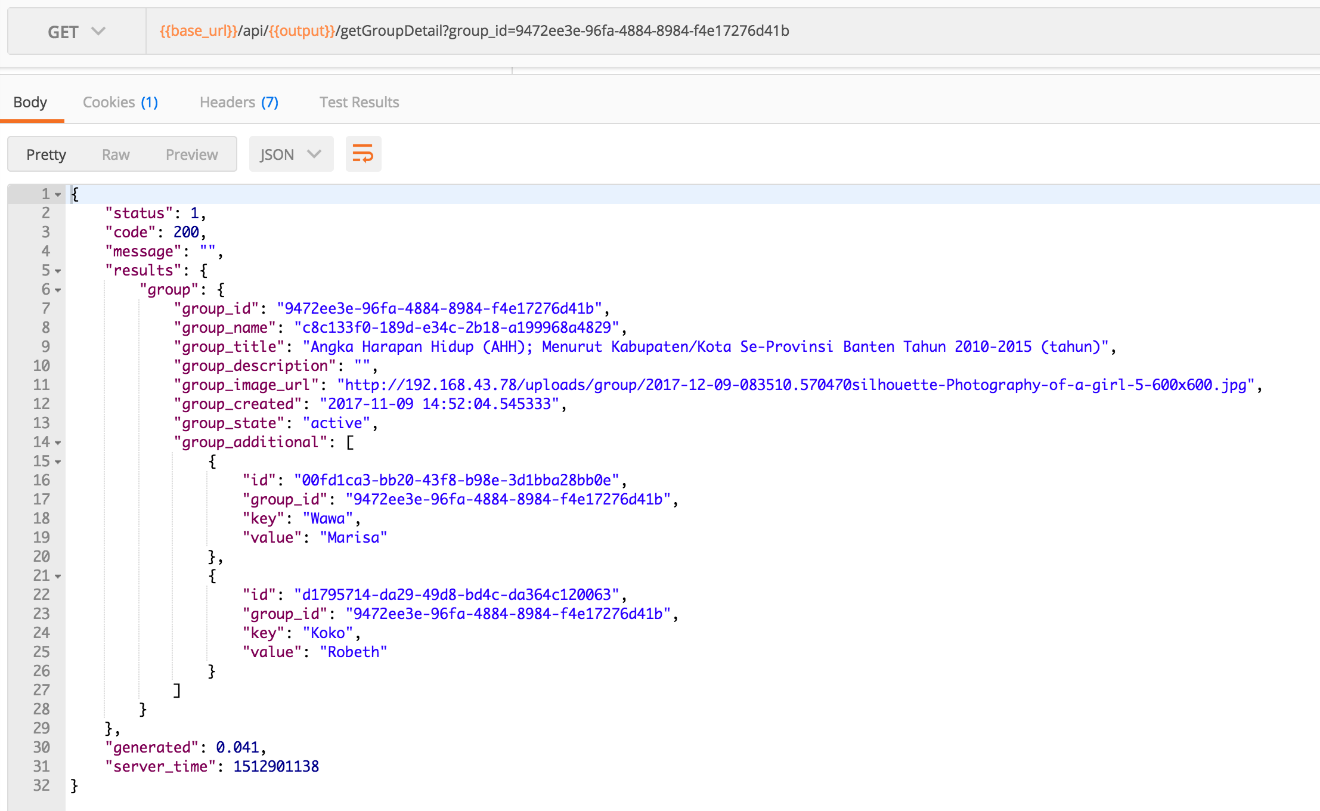 GET {{base_url}}/api/{{output}}/getGroupDetail?group_id=9472ee3e-96fa-4884-8984-f4e17276d41b
Body Cookies (1) Headers (7) Test Results
Pretty Raw Preview JSON
1 {
2 "status": 1,
3 "code": 200,
4 "message": "",
5 "results": {
6 "group": {
7 "group_id": "9472ee3e-96fa-4884-8984-f4e17276d41b",
8 "group_name": "c8c133f0-189d-e34c-2b18-a199968a4829",
9 "group_title": "Angka Harapan Hidup (AHH); Menurut Kabupaten/Kota Se-Provinsi Banten Tahun 2010-2015 (tahun)",
10 "group_description": "",
11 "group_image_url": "http://192.168.43.78/uploads/group/2017-12-09-083510.570470silhouette-Photography-of-a-girl-5-600x600.jpg",
12 "group_created": "2017-11-09 14:52:04.545333",
13 "group_state": "active",
14 "group_additional": [
15 {
16 "id": "00fd1ca3-bb20-43f8-b98e-3d1bba28bb0e",
17 "group_id": "9472ee3e-96fa-4884-8984-f4e17276d41b",
18 "key": "Wawa",
19 "value": "Marisa"
20 },
21 {
22 "id": "d1795714-da29-49d8-bd4c-da364c120063",
23 "group_id": "9472ee3e-96fa-4884-8984-f4e17276d41b",
24 "key": "Koko",
25 "value": "Robeth"
26 }
27 ]
28 }
29 },
30 "generated": 0.041,
31 "server_time": 1512901138
32 }